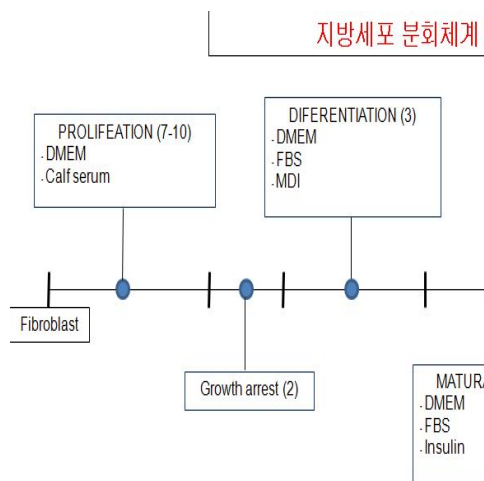 지방세포 분회체계
PROLIFEATION (7-10)
-DMEM
-Calf serum
DIFERENTIATION (3)
-DMEM
-FBS
-MDI
Fibroblast
Growth arrest (2)
MATURA
-DMEM
-FBS
-Insulin